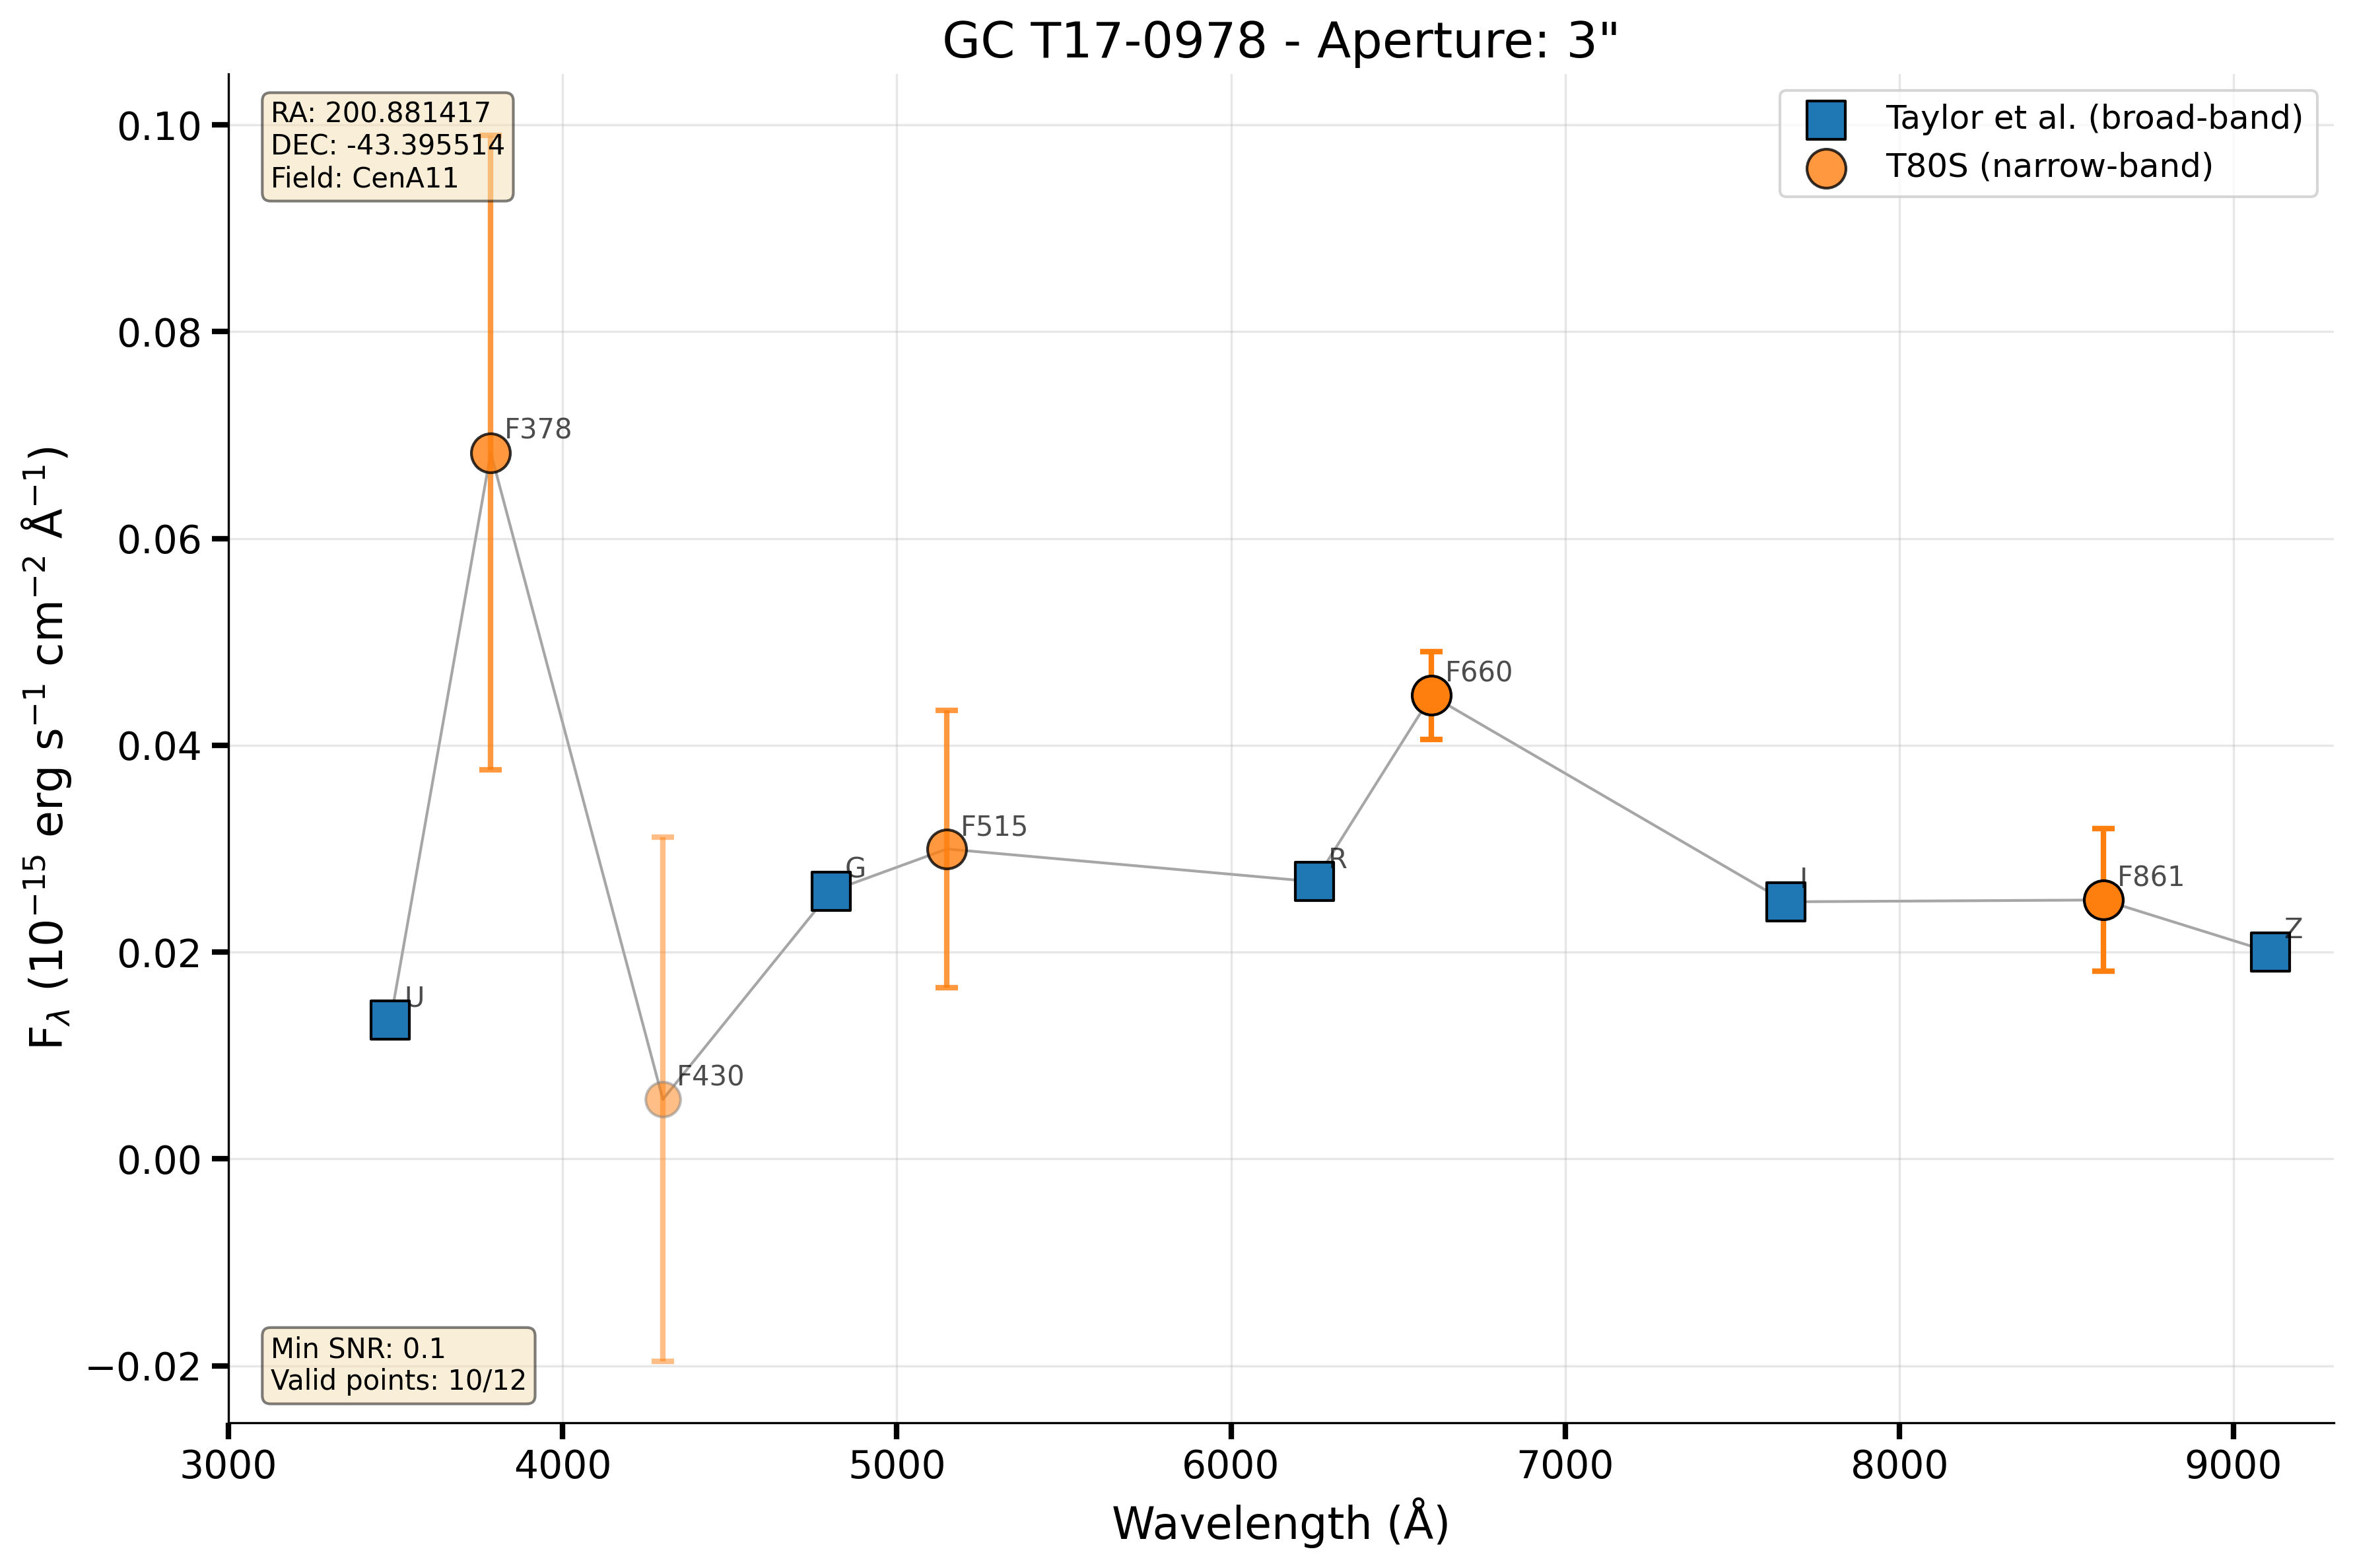 GC T17-0978 - Aperture: 3"
RA: 200.881417
DEC: -43.395514
Field: CenA11
Taylor et al. (broad-band)
T80S (narrow-band)
0.10
0.08
0.06
0.04
0.02
0.00
−0.02
F_λ (10⁻¹⁵ erg s⁻¹ cm⁻² Å⁻¹)
U
F378
F430
G
F515
R
F660
I
F861
Z
Min SNR: 0.1
Valid points: 10/12
3000 4000 5000 6000 7000 8000 9000
Wavelength (Å)